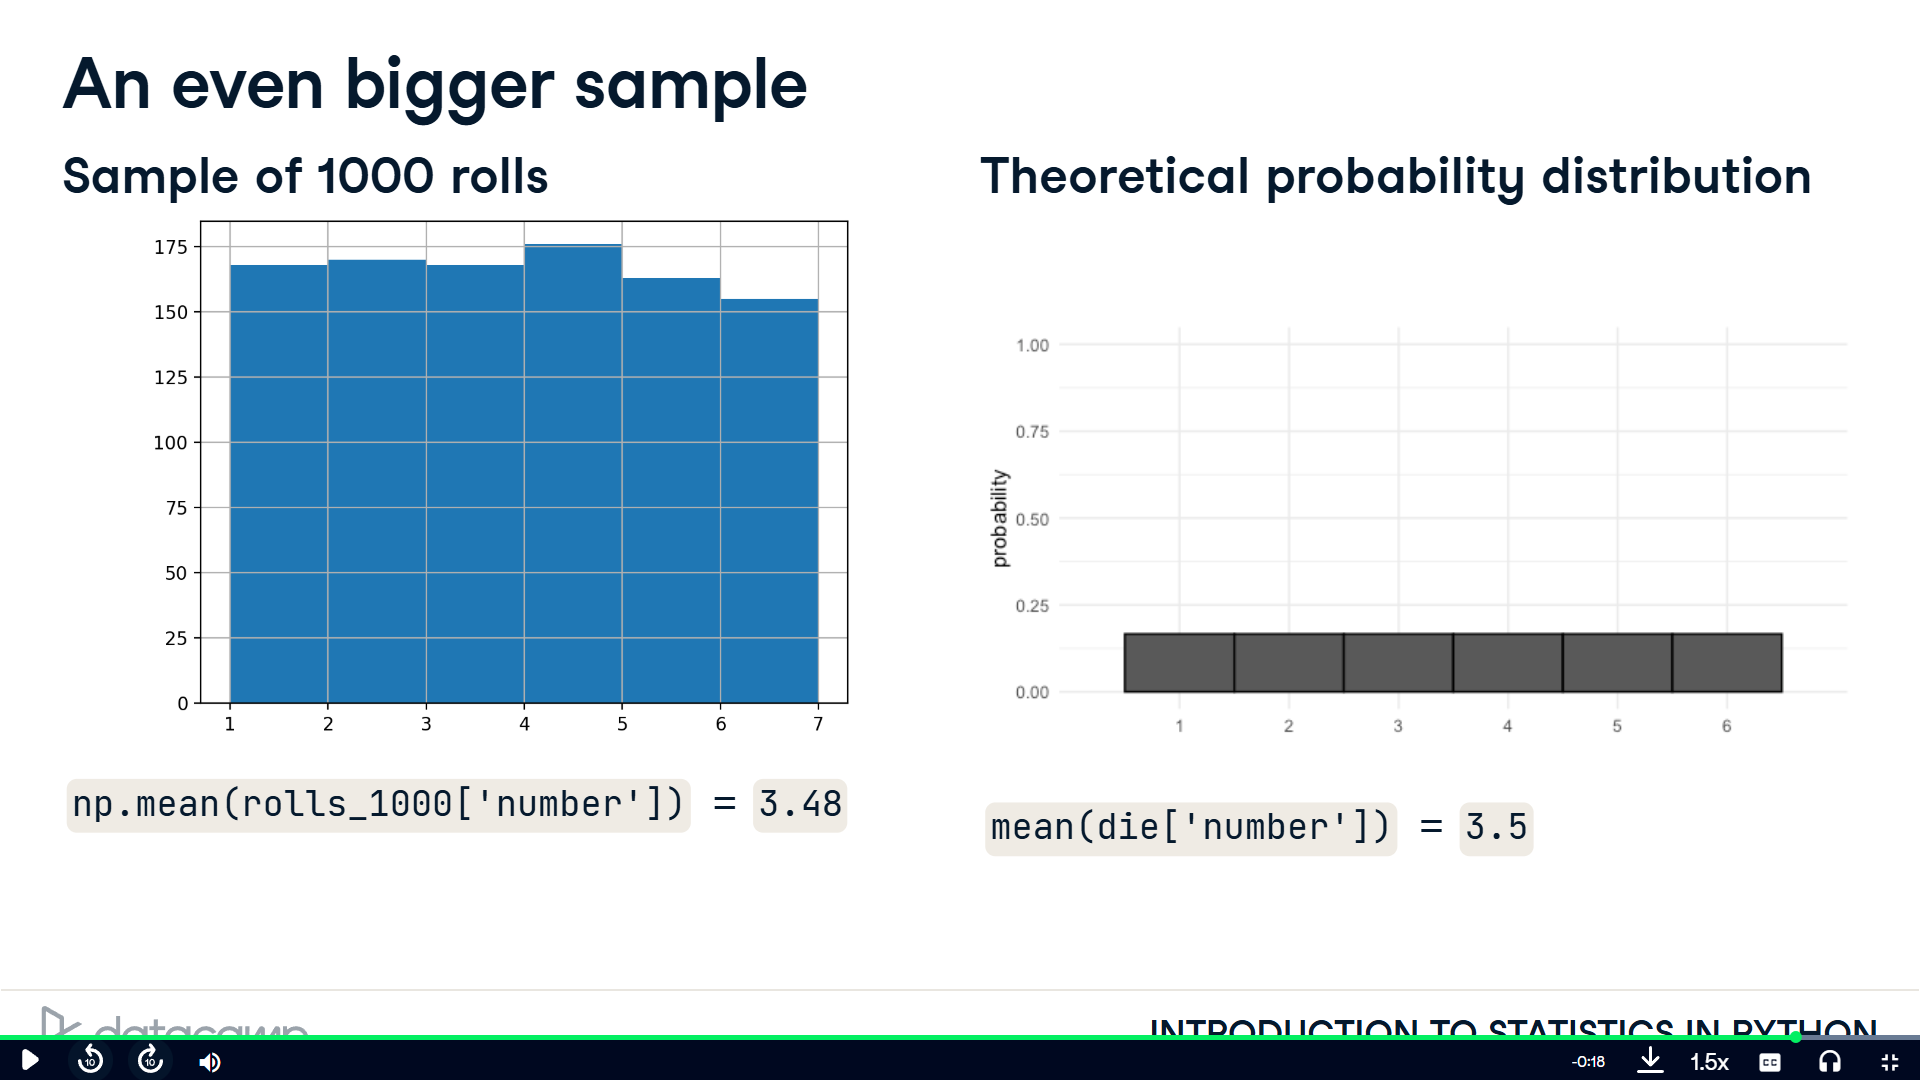 An even bigger sample
Sample of 1000 rolls
175
150
125
100
75
50
25
0
1 2 3 4 5 6 7
np.mean(rolls_1000['number']) = 3.48
Theoretical probability distribution
1.00
0.75
0.50
0.25
0.00
probability
1 2 3 4 5 6
mean(die['number']) = 3.5
datacamp
INTRODUCTION TO STATISTICS IN PYTHON
10 10 -0:18 1.5x CC